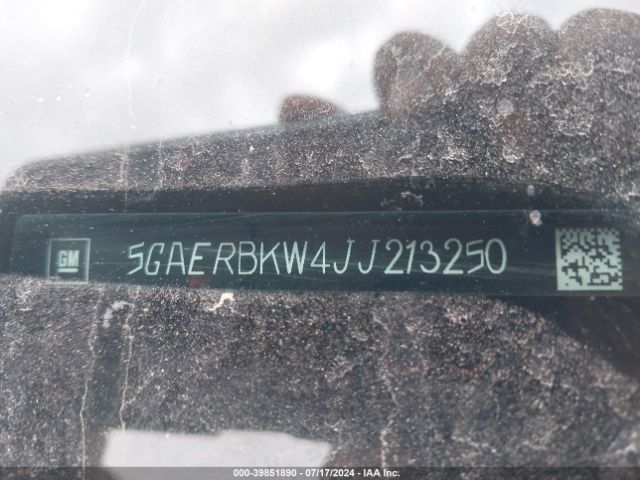 GM 5GAERBKW4JJ213250
000-39851890 - 07/17/2024 - IAA Inc.